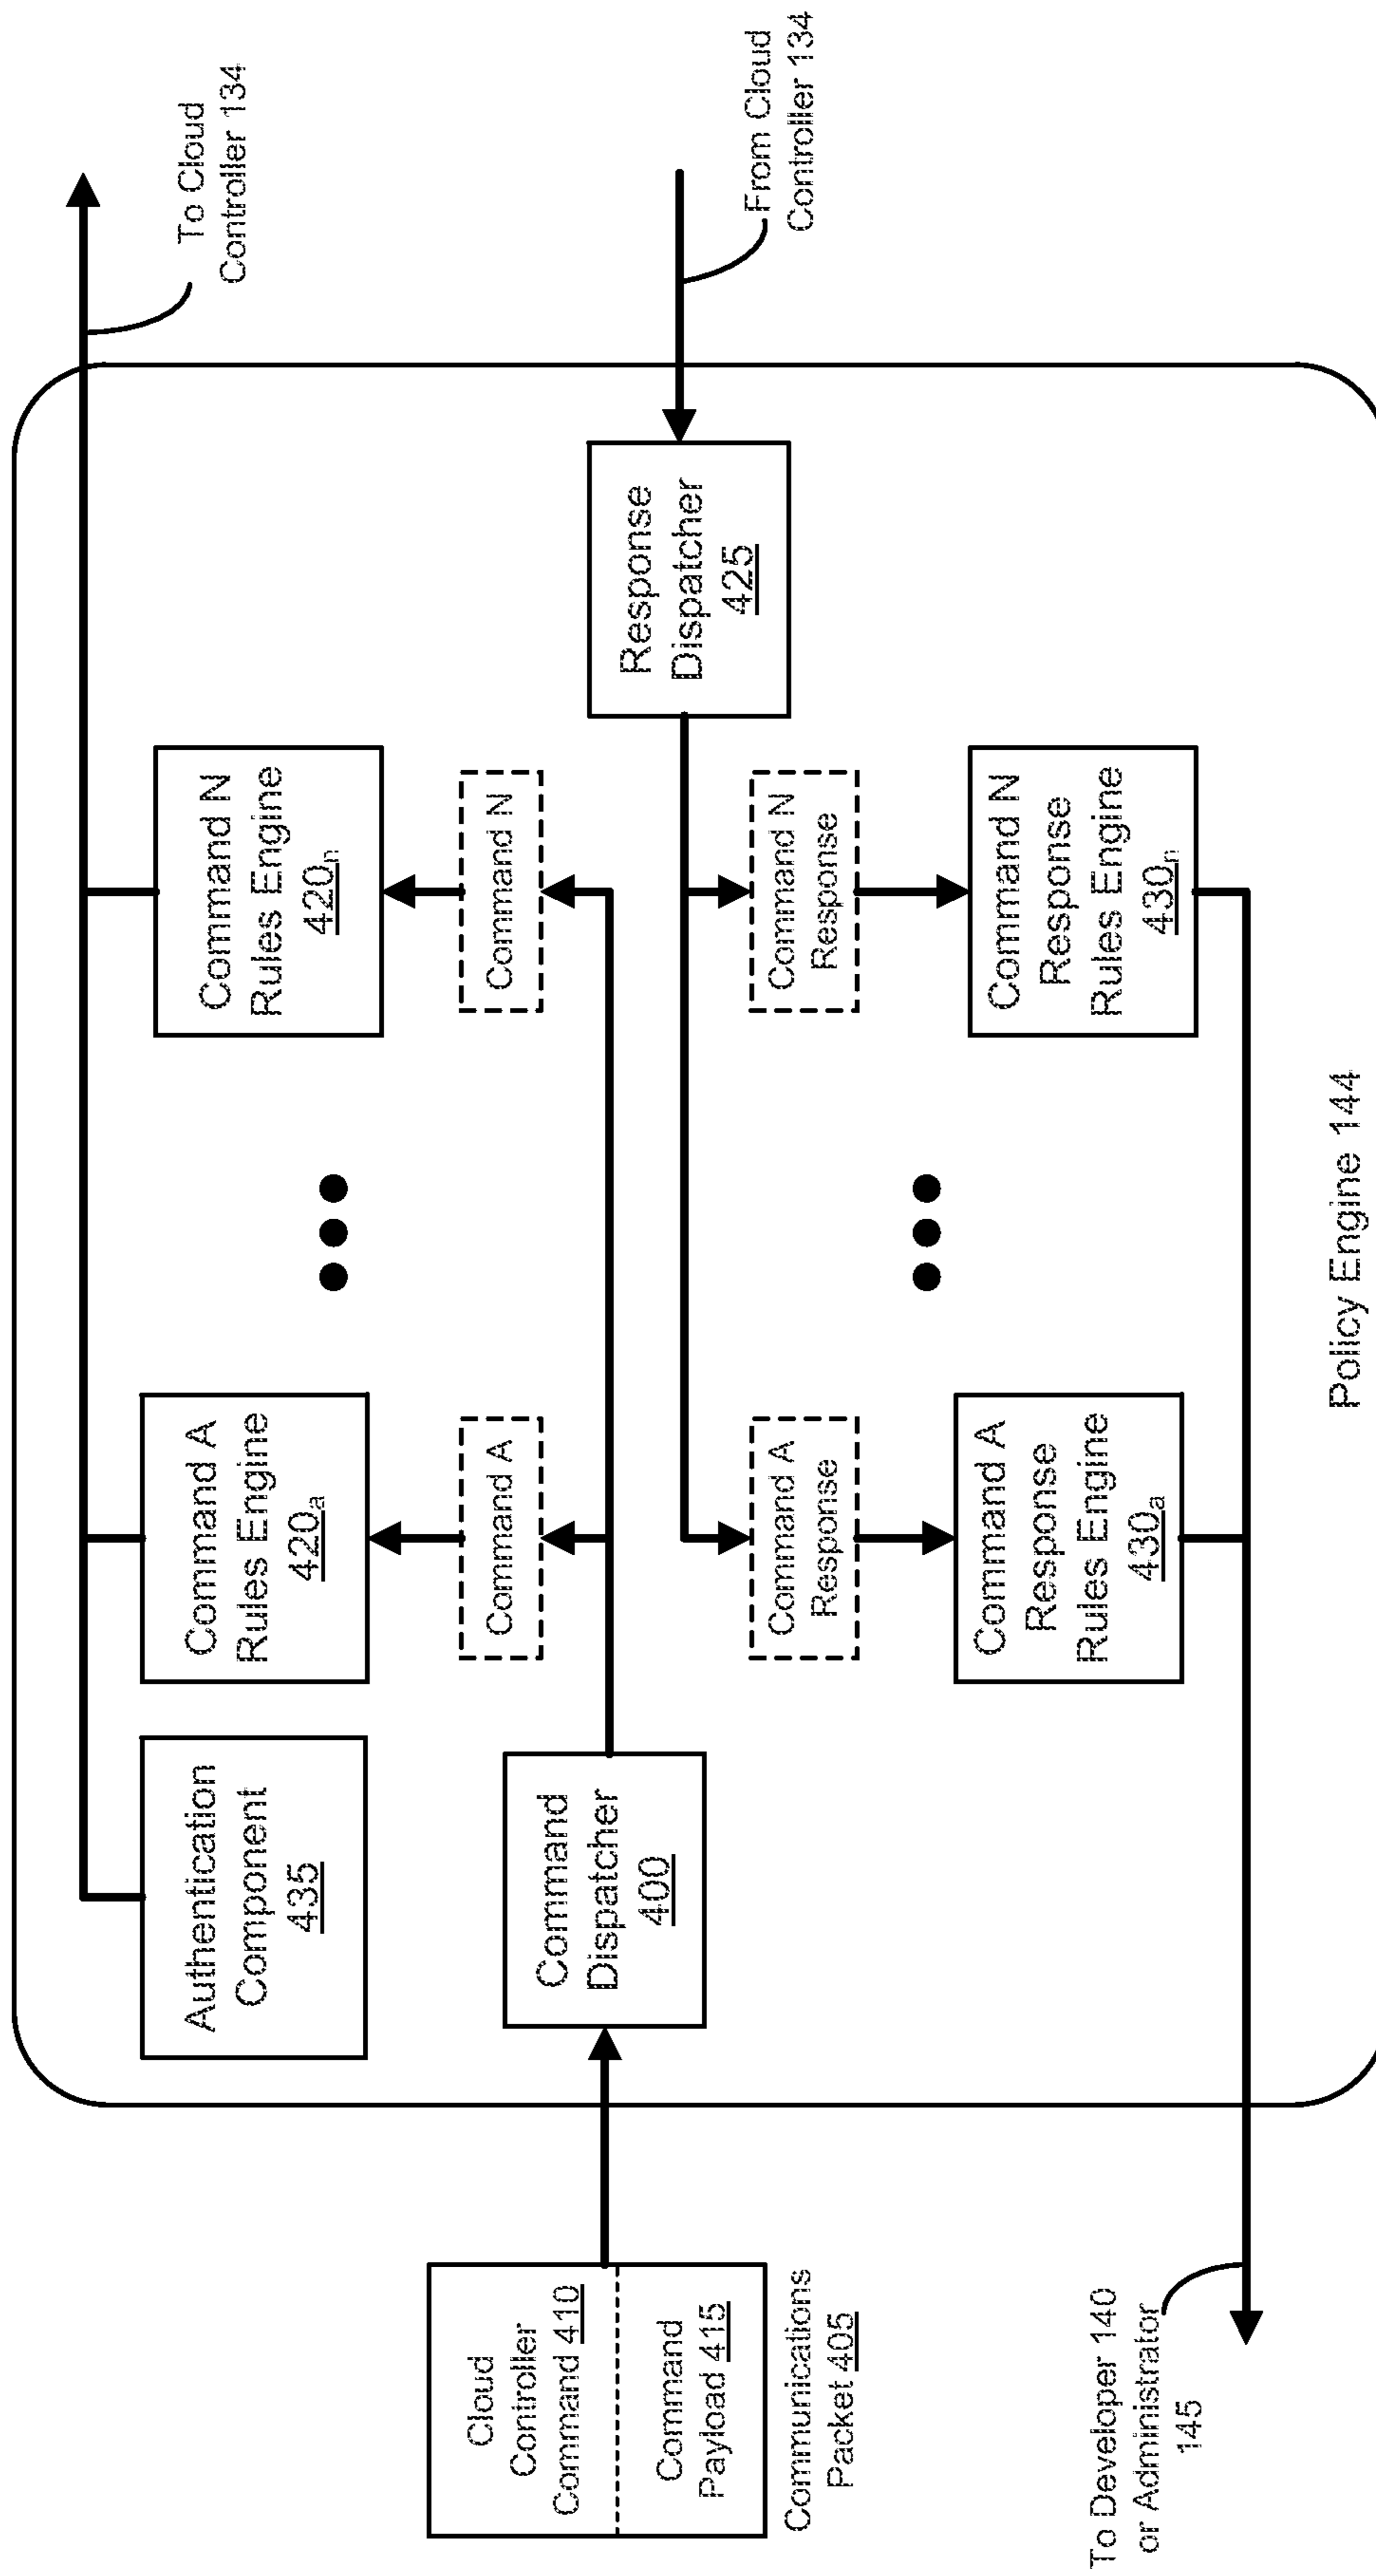 To Cloud
Controller 134
Authentication
Component
435
Command A
Rules Engine
420a
Command N
Rules Engine
420n
Command A
Command N
Cloud
Controller
Command 410
Command
Payload 415
Communications
Packet 405
Command
Dispatcher
400
Response
Dispatcher
425
From Cloud
Controller 134
Command A
Response
Command N
Response
Command A
Response
Rules Engine
430a
Command N
Response
Rules Engine
430n
To Developer 140
or Administrator
145
Policy Engine 144